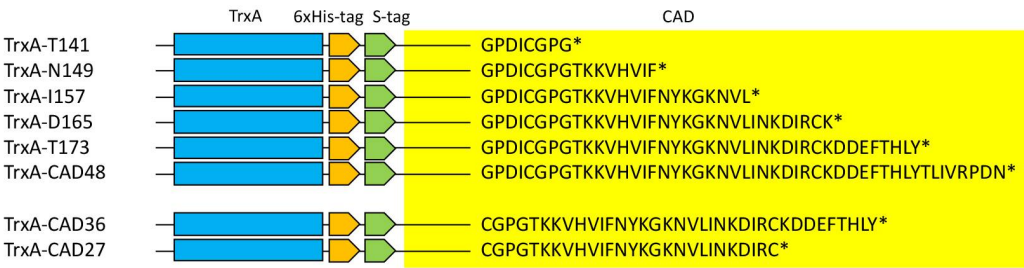 TrxA 6xHis-tag S-tag CAD
TrxA-T141 GPDICGPG*
TrxA-N149 GPDICGPGTKKVHVIF*
TrxA-I157 GPDICGPGTKKVHVIFNYKGKNVL*
TrxA-D165 GPDICGPGTKKVHVIFNYKGKNVLINKDIRCK*
TrxA-T173 GPDICGPGTKKVHVIFNYKGKNVLINKDIRCKDDEFTHLY*
TrxA-CAD48 GPDICGPGTKKVHVIFNYKGKNVLINKDIRCKDDEFTHLYTLIVRPDN*
TrxA-CAD36 CGPGTKKVHVIFNYKGKNVLINKDIRCKDDEFTHLY*
TrxA-CAD27 CGPGTKKVHVIFNYKGKNVLINKDIRC*